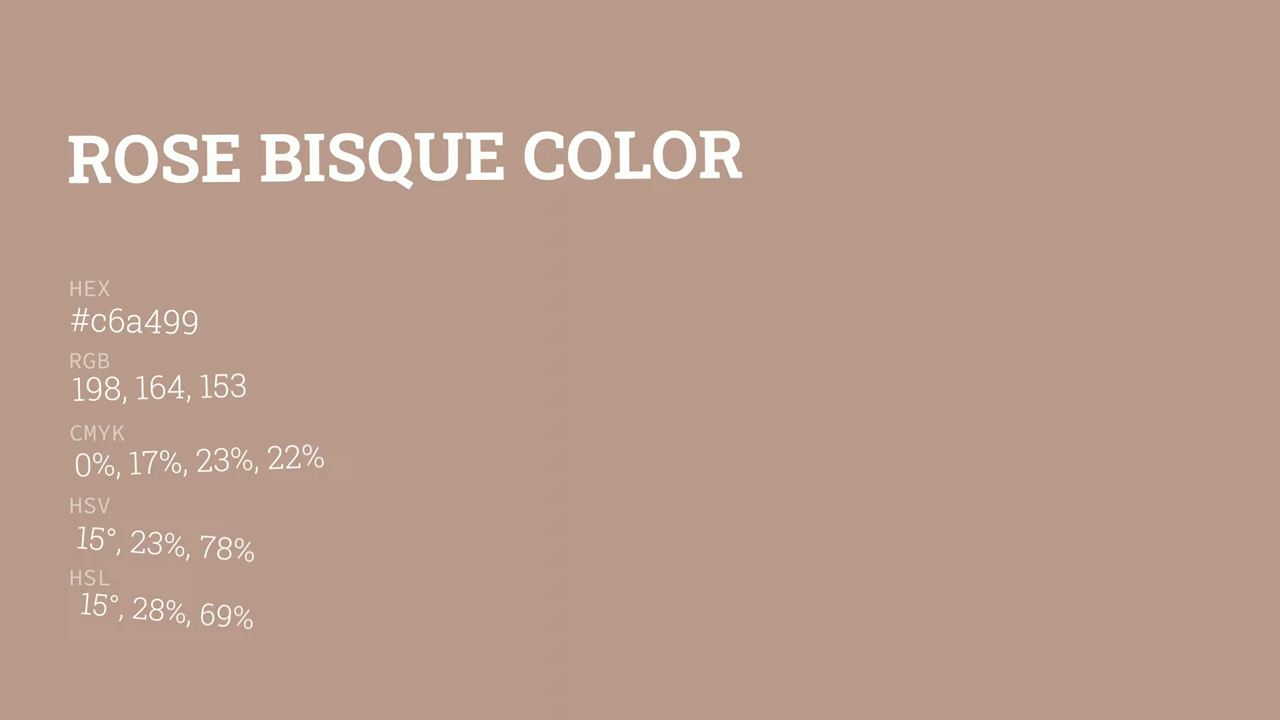 ROSE BISQUE COLOR
HEX
#c6a499
RGB
198, 164, 153
CMYK
0%, 17%, 23%, 22%
HSV
15°, 23%, 78%
HSL
15°, 28%, 69%